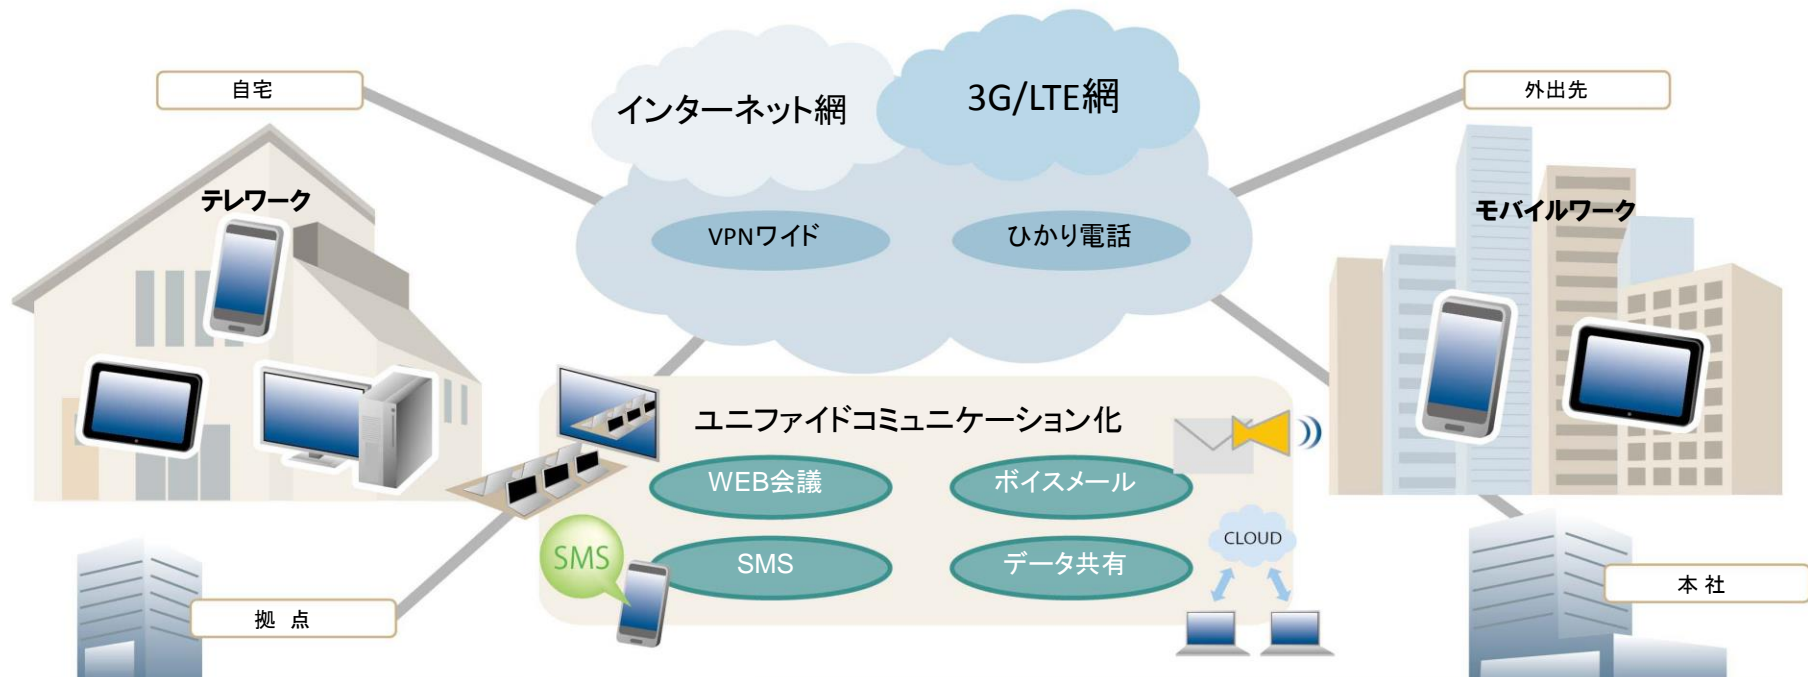 インターネット網
3G/LTE網
自宅
外出先
テレワーク
モバイルワーク
VPNワイド
ひかり電話
ユニファイドコミュニケーション化
WEB会議
ボイスメール
SMS
SMS
データ共有
CLOUD
拠 点
本 社